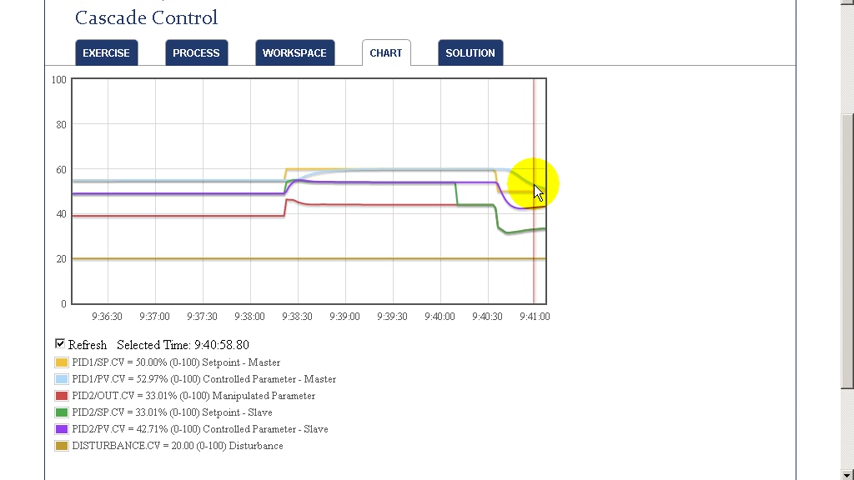 Cascade Control
EXERCISE PROCESS WORKSPACE CHART SOLUTION
100
80
60
40
20
0
9:36:30 9:37:00 9:37:30 9:38:00 9:38:30 9:39:00 9:39:30 9:40:00 9:40:30 9:41:00
Refresh Selected Time: 9:40:58.80
PID1/SP.CV = 50.00% (0-100) Setpoint - Master
PID1/PV.CV = 52.97% (0-100) Controlled Parameter - Master
PID2/OUT.CV = 33.01% (0-100) Manipulated Parameter
PID2/SP.CV = 33.01% (0-100) Setpoint - Slave
PID2/PV.CV = 42.71% (0-100) Controlled Parameter - Slave
DISTURBANCE.CV = 20.00 (0-100) Disturbance